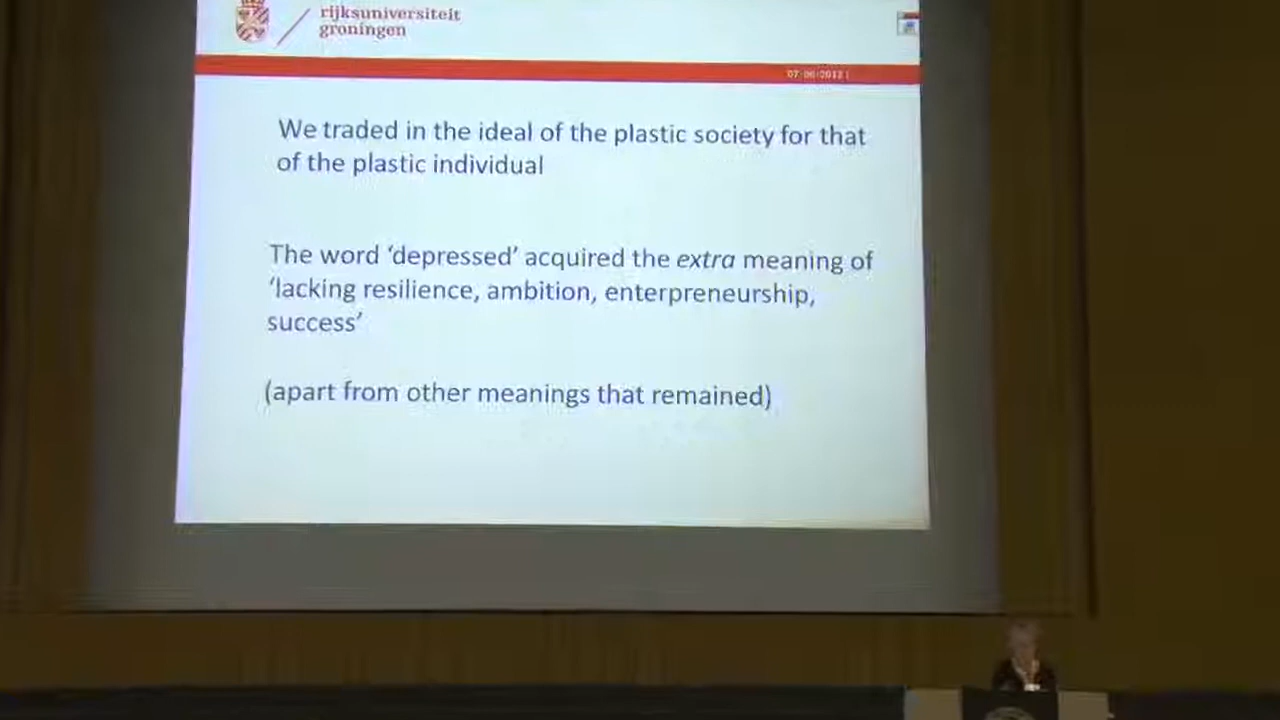 rijksuniversiteit
groningen
We traded in the ideal of the plastic society for that
of the plastic individual
The word ‘depressed’ acquired the extra meaning of
‘lacking resilience, ambition, enterpreneurship,
success’
(apart from other meanings that remained)